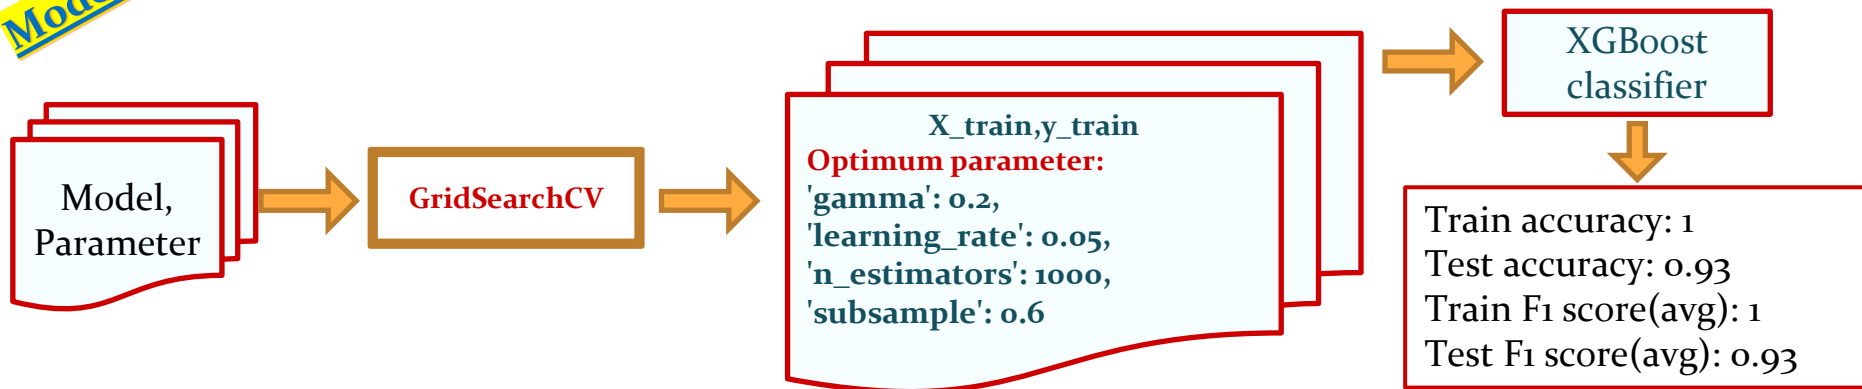 Model,
Parameter
GridSearchCV
X_train,y_train
Optimum parameter:
'gamma': 0.2,
'learning_rate': 0.05,
'n_estimators': 1000,
'subsample': 0.6
XGBoost
classifier
Train accuracy: 1
Test accuracy: 0.93
Train F1 score(avg): 1
Test F1 score(avg): 0.93